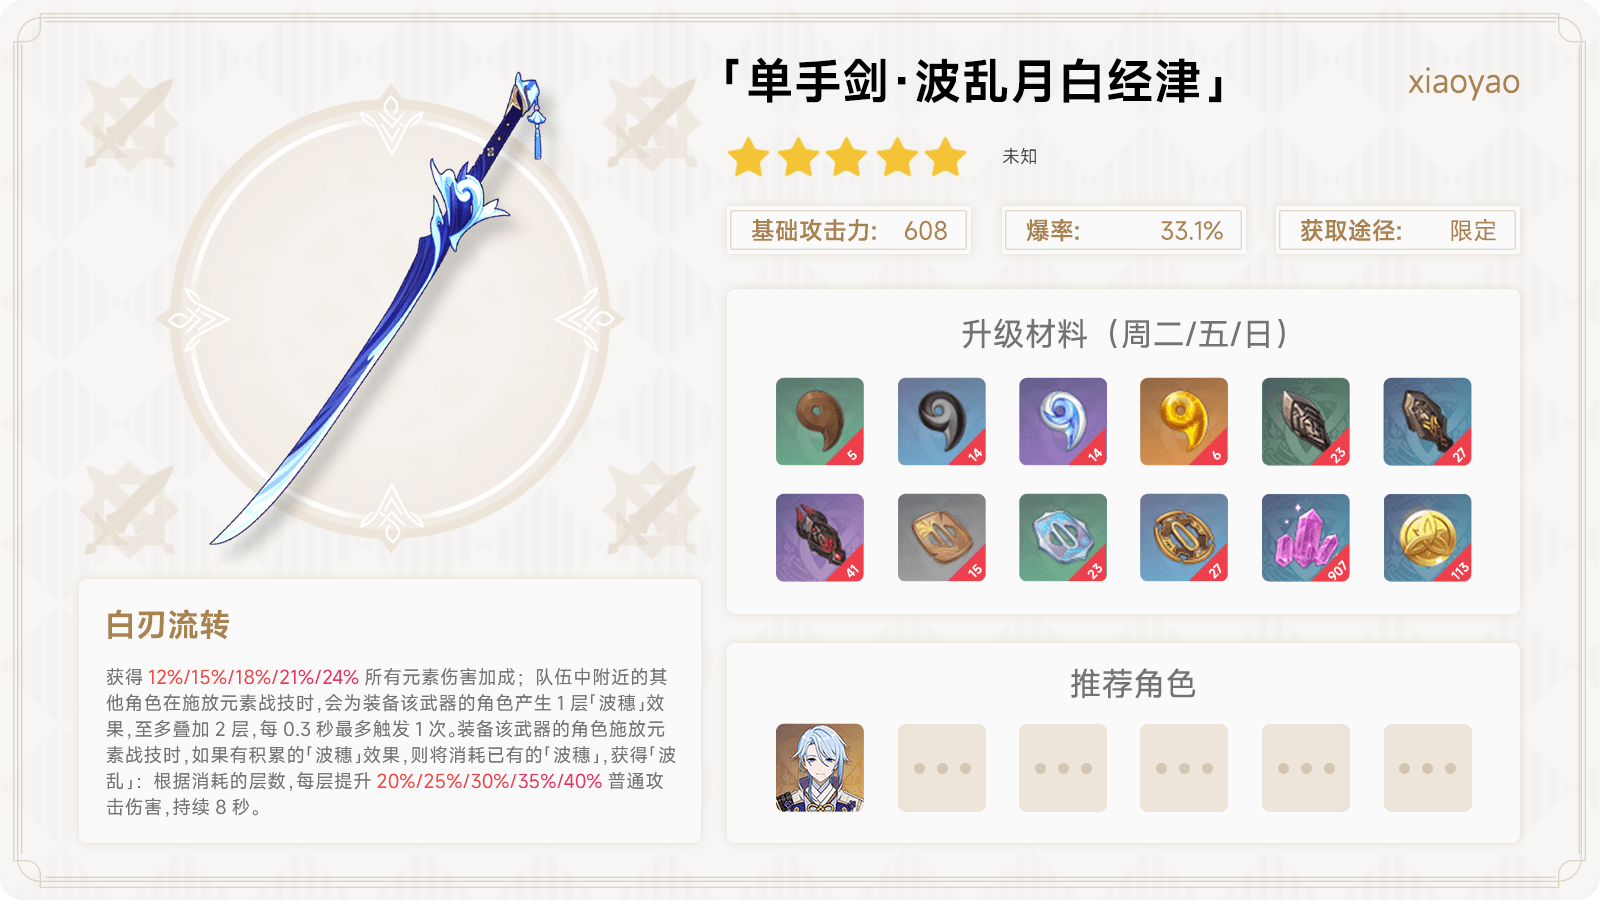 「单手剑·波乱月白经津」
xiaoyao
未知
基础攻击力: 608
爆率: 33.1%
获取途径: 限定
升级材料（周二/五/日）
5
14
14
6
23
27
41
15
23
27
907
113
白刃流转
获得 12%/15%/18%/21%/24% 所有元素伤害加成；队伍中附近的其
他角色在施放元素战技时,会为装备该武器的角色产生 1 层「波穗」效
果,至多叠加 2 层,每 0.3 秒最多触发 1 次。装备该武器的角色施放元
素战技时,如果有积累的「波穗」效果,则将消耗已有的「波穗」,获得「波
乱」：根据消耗的层数,每层提升 20%/25%/30%/35%/40% 普通攻
击伤害,持续 8 秒。
推荐角色